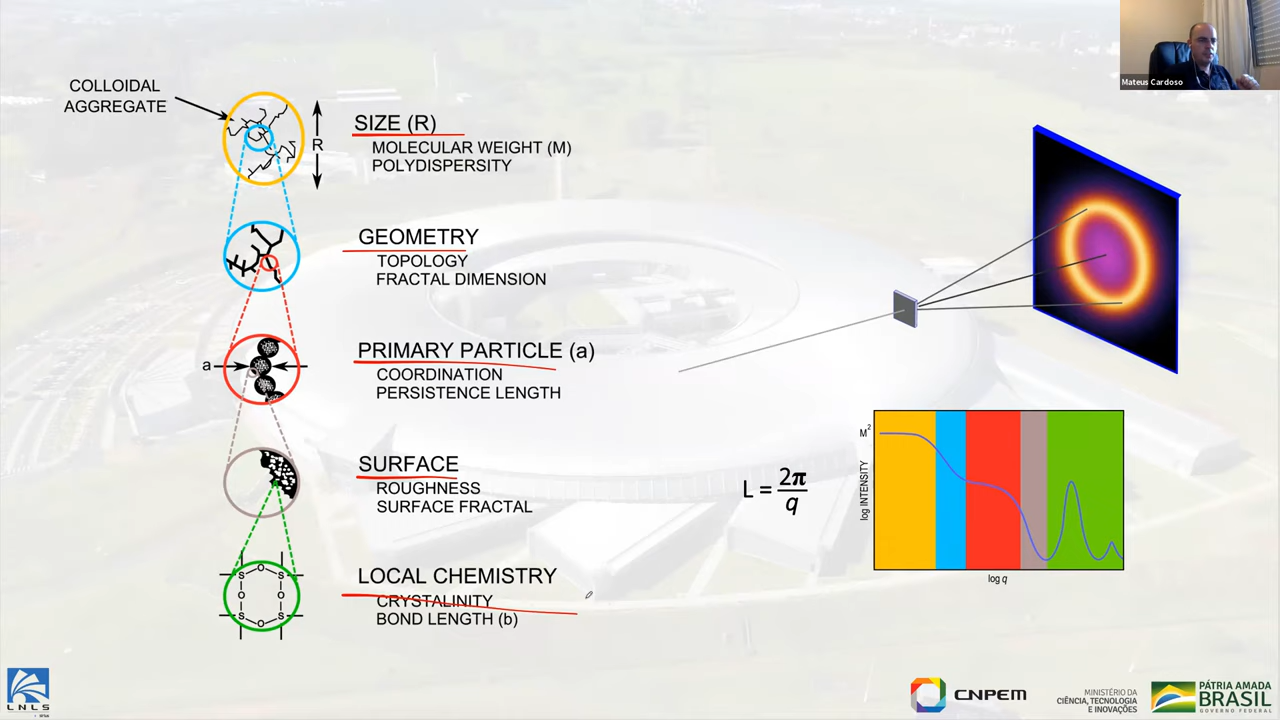 Mateus Cardoso
COLLOIDAL
AGGREGATE
R
SIZE (R)
MOLECULAR WEIGHT (M)
POLYDISPERSITY
GEOMETRY
TOPOLOGY
FRACTAL DIMENSION
a
PRIMARY PARTICLE (a)
COORDINATION
PERSISTENCE LENGTH
SURFACE
ROUGHNESS
SURFACE FRACTAL
LOCAL CHEMISTRY
CRYSTALINITY
BOND LENGTH (b)
S O S
O O
S O S
L = 2π/q
M²
log INTENSITY
log q
LNLS
CNPEM
MINISTÉRIO DA
CIÊNCIA, TECNOLOGIA
E INOVAÇÕES
PÁTRIA AMADA
BRASIL
GOVERNO FEDERAL